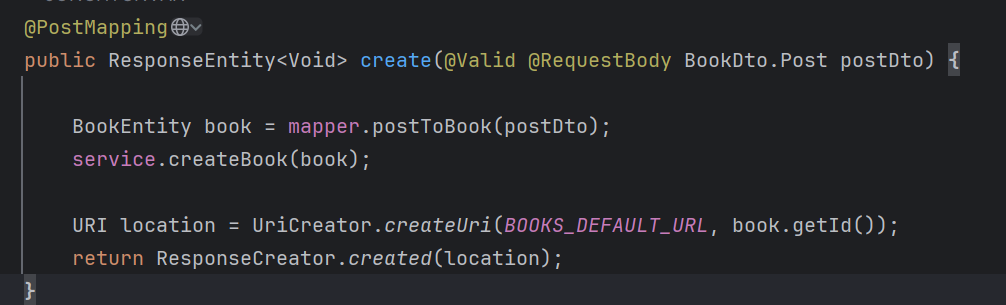 @PostMapping
public ResponseEntity<Void> create(@Valid @RequestBody BookDto.Post postDto) {
BookEntity book = mapper.postToBook(postDto);
service.createBook(book);
URI location = UriCreator.createUri(BOOKS_DEFAULT_URL, book.getId());
return ResponseCreator.created(location);
}